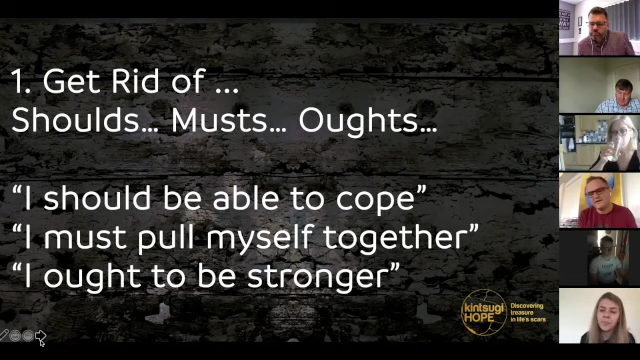 1. Get Rid of ...
Shoulds... Musts... Oughts...
“I should be able to cope”
“I must pull myself together”
“I ought to be stronger”
kintsugi
HOPE
Discovering
treasure
in life's scars